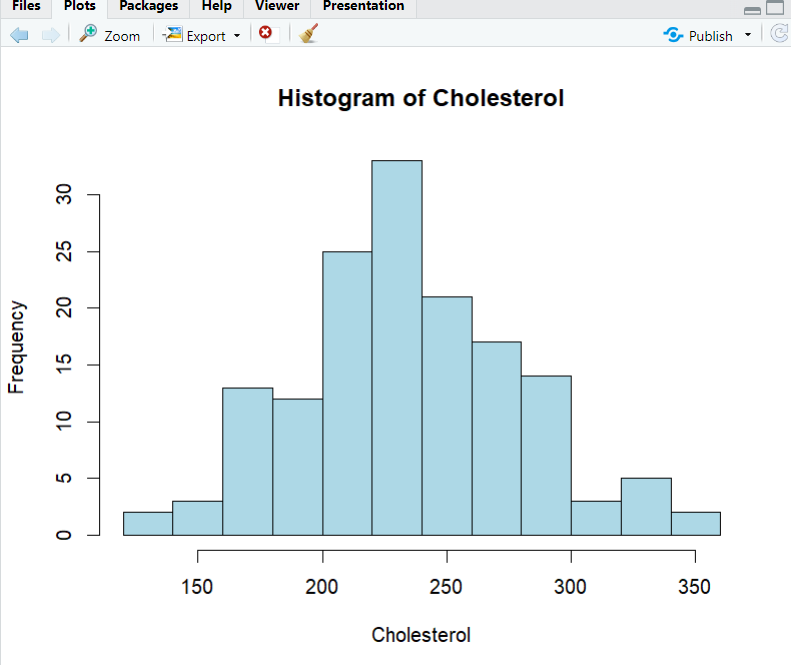 Files Plots Packages Help Viewer Presentation
Zoom Export Publish
Histogram of Cholesterol
30
25
20
15
10
5
0
Frequency
150 200 250 300 350
Cholesterol